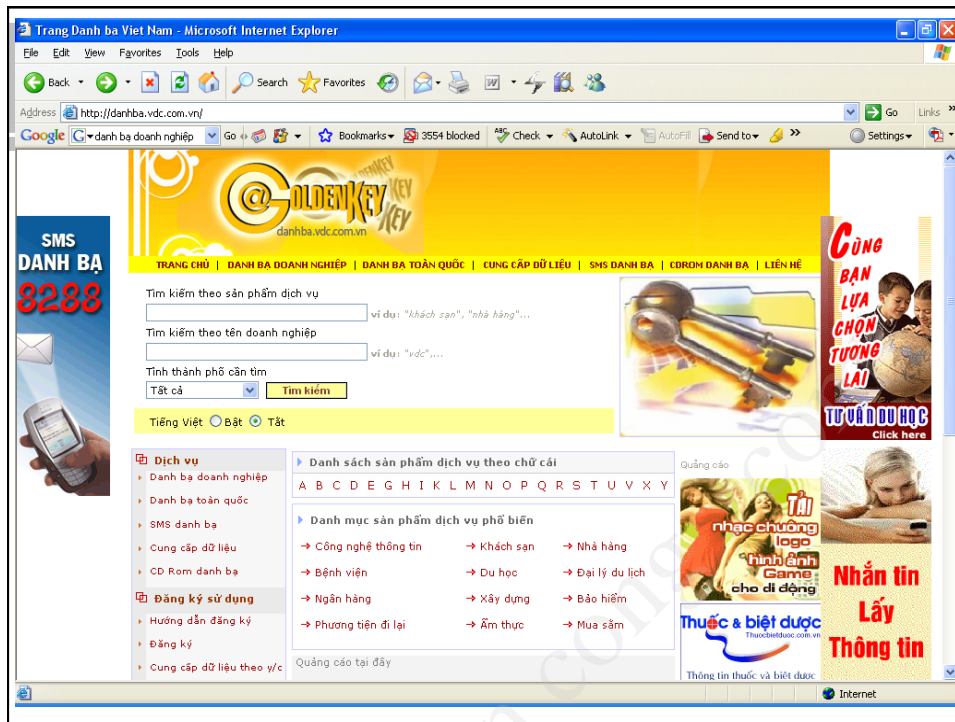 Trang Danh ba Viet Nam - Microsoft Internet Explorer
File Edit View Favorites Tools Help
Back Search Favorites
Address http://danhba.vdc.com.vn/ Go Links »
Google danh bạ doanh nghiệp Go Bookmarks 3554 blocked Check AutoLink AutoFill Send to » Settings
@GOLDENKEY KEY
danhba.vdc.com.vn
TRANG CHỦ | DANH BẠ DOANH NGHIỆP | DANH BẠ TOÀN QUỐC | CUNG CẤP DỮ LIỆU | SMS DANH BẠ | CDROM DANH BẠ | LIÊN HỆ
SMS
DANH BẠ
8288
Tìm kiếm theo sản phẩm dịch vụ
ví dụ: "khách sạn", "nhà hàng"...
Tìm kiếm theo tên doanh nghiệp
ví dụ: "vdc",...
Tỉnh thành phố cần tìm
Tất cả Tìm kiếm
Tiếng Việt Bật Tắt
CÙNG
BẠN
LỰA
CHỌN
TƯƠNG
LAI
TƯ VẤN DU HỌC
Click here
Dịch vụ
Danh bạ doanh nghiệp
Danh bạ toàn quốc
SMS danh bạ
Cung cấp dữ liệu
CD Rom danh bạ
Đăng ký sử dụng
Hướng dẫn đăng ký
Đăng ký
Cung cấp dữ liệu theo y/c
Danh sách sản phẩm dịch vụ theo chữ cái
A B C D E G H I K L M N O P Q R S T U V X Y
Danh mục sản phẩm dịch vụ phổ biến
Công nghệ thông tin Khách sạn Nhà hàng
Bệnh viện Du học Đại lý du lịch
Ngân hàng Xây dựng Bảo hiểm
Phương tiện đi lại Ẩm thực Mua sắm
Quảng cáo tại đây
Quảng cáo
TẢI
nhạc chuông
logo
hình ảnh
Game
cho di động
Thuốc & biệt dược
Thuocbietduoc.com.vn
Thông tin thuốc và biệt dược
Nhắn tin
Lấy
Thông tin
Internet